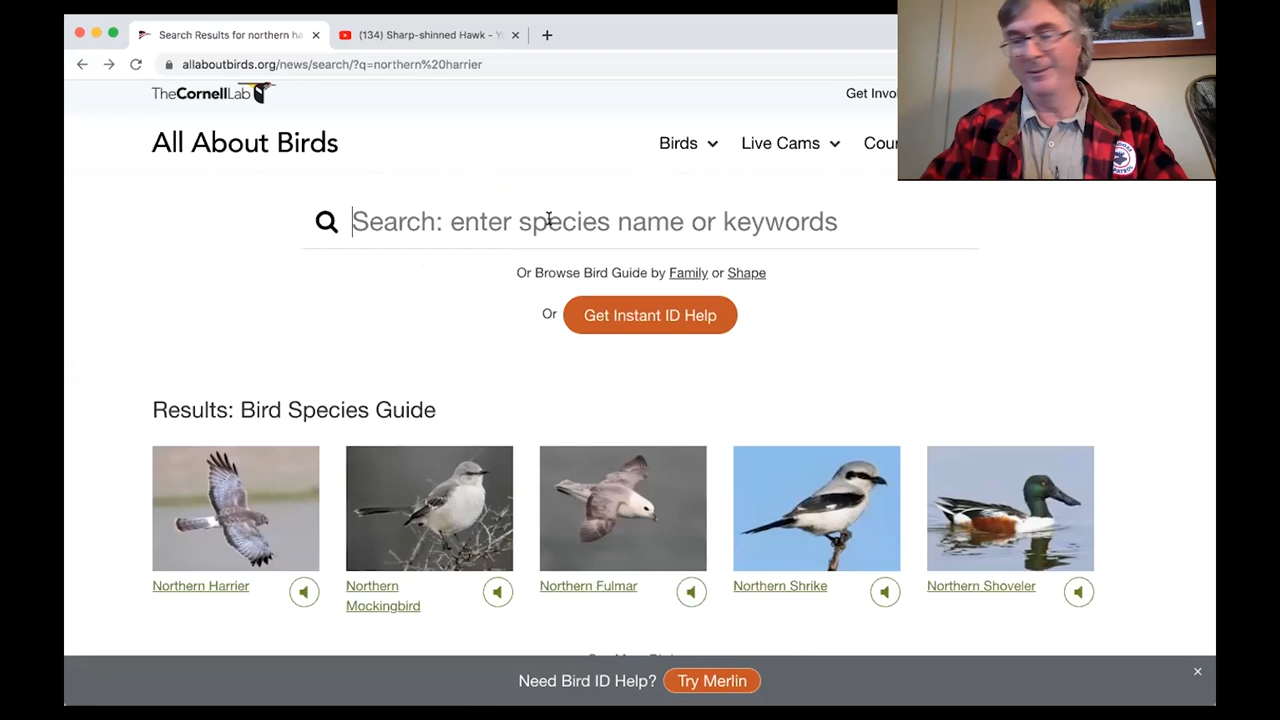 Search Results for northern ha
(134) Sharp-shinned Hawk - Y
allaboutbirds.org/news/search/?q=northern%20harrier
TheCornellLab
Get Invo
All About Birds
Birds
Live Cams
Cour
Search: enter species name or keywords
Or Browse Bird Guide by Family or Shape
Or
Get Instant ID Help
Results: Bird Species Guide
Northern Harrier
Northern
Mockingbird
Northern Fulmar
Northern Shrike
Northern Shoveler
Need Bird ID Help?
Try Merlin